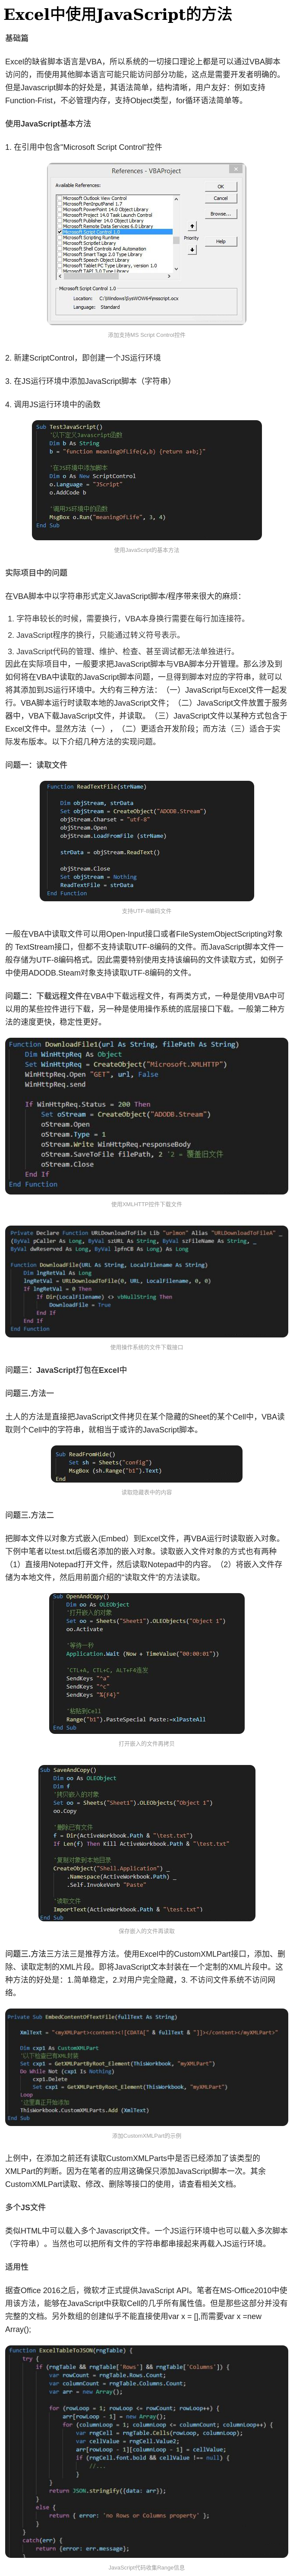 Excel中使用JavaScript的方法
基础篇
Excel的缺省脚本语言是VBA，所以系统的一切接口理论上都是可以通过VBA脚本
访问的，而使用其他脚本语言可能只能访问部分功能，这点是需要开发者明确的。
但是Javascript脚本的好处是，其语法简单，结构清晰，用户友好：例如支持
Function-Frist，不必管理内存，支持Object类型，for循环语法简单等。
使用JavaScript基本方法
1. 在引用中包含"Microsoft Script Control"控件
References - VBAProject
Available References:
OK
Cancel
Browse...
Priority
Help
Microsoft Outlook View Control
Microsoft PowerPoint 14.0 Object Library
Microsoft Publisher 14.0 Object Library
Microsoft Remote Data Services 6.0 Library
Microsoft Script Control 1.0
Microsoft Scripting Runtime
Microsoft Scriptlet Library
Microsoft Script 1.0
Microsoft Core Object Library
Location: C:\Windows\SysWOW64\msscript.ocx
Language: Standard
添加支持MS Script Control控件
2. 新建ScriptControl，即创建一个JS运行环境
3. 在JS运行环境中添加JavaScript脚本（字符串）
4. 调用JS运行环境中的函数
Sub TestJavaScript()
'以下定义Javascript函数
Dim b As String
b = "function meaningOfLife(a,b) {return a+b;}"
'在JS环境中添加脚本
Dim o As New ScriptControl
o.Language = "JScript"
o.AddCode b
'调用JS环境中的函数
MsgBox o.Run("meaningOfLife", 3, 4)
End Sub
使用JavaScript的基本方法
实际项目中的问题
在VBA脚本中以字符串形式定义JavaScript脚本/程序带来很大的麻烦：
1. 字符串较长的时候，需要换行，VBA本身换行需要在每行加连接符。
2. JavaScript程序的换行，只能通过转义符号表示。
3. JavaScript代码的管理、维护、检查、甚至调试都无法单独进行。
因此在实际项目中，一般要求把JavaScript脚本与VBA脚本分开管理。那么涉及到
如何将在VBA中读取的JavaScript脚本问题，一旦得到脚本对应的字符串，就可以
将其添加到JS运行环境中。大约有三种方法：（一）JavaScript与Excel文件一起发
行。VBA脚本运行时读取本地的JavaScript文件；（二）JavaScript文件放置于服务
器中，VBA下载JavaScript文件，并读取。（三）JavaScript文件以某种方式包含于
Excel文件中。显然方法（一），（二）更适合开发阶段；而方法（三）适合于实
际发布版本。以下介绍几种方法的实现问题。
问题一：读取文件
Function ReadTextFile(strName)
Dim objStream, strData
Set objStream = CreateObject("ADODB.Stream")
objStream.Charset = "utf-8"
objStream.Open
objStream.LoadFromFile (strName)
strData = objStream.ReadText()
objStream.Close
Set objStream = Nothing
ReadTextFile = strData
End Function
支持UTF-8编码文件
一般在VBA中读取文件可以用Open-Input接口或者FileSystemObjectScripting对象
的 TextStream接口，但都不支持读取UTF-8编码的文件。而JavaScript脚本文件一
般存储为UTF-8编码格式。因此需要特别使用支持该编码的文件读取方式，如例子
中使用ADODB.Steam对象支持读取UTF-8编码的文件。
问题二：下载远程文件在VBA中下载远程文件，有两类方式，一种是使用VBA中可
以用的某些控件进行下载，另一种是使用操作系统的底层接口下载。一般第二种方
法的速度更快，稳定性更好。
Function DownloadFile1(url As String, filePath As String)
Dim WinHttpReq As Object
Set WinHttpReq = CreateObject("Microsoft.XMLHTTP")
WinHttpReq.Open "GET", url, False
WinHttpReq.send
If WinHttpReq.Status = 200 Then
Set oStream = CreateObject("ADODB.Stream")
oStream.Open
oStream.Type = 1
oStream.Write WinHttpReq.responseBody
oStream.SaveToFile filePath, 2 '2 = 覆盖旧文件
oStream.Close
End If
End Function
使用XMLHTTP控件下载文件
Private Declare Function URLDownloadToFile Lib "urlmon" Alias "URLDownloadToFileA" _
(ByVal pCaller As Long, ByVal szURL As String, ByVal szFileName As String, _
ByVal dwReserved As Long, ByVal lpfnCB As Long) As Long
Function DownloadFile(URL As String, LocalFilename As String)
Dim lngRetVal As Long
lngRetVal = URLDownloadToFile(0, URL, LocalFilename, 0, 0)
If lngRetVal = 0 Then
If Dir(LocalFilename) <> vbNullString Then
DownloadFile = True
End If
End If
End Function
使用操作系统的文件下载接口
问题三：JavaScript打包在Excel中
问题三.方法一
土人的方法是直接把JavaScript文件拷贝在某个隐藏的Sheet的某个Cell中，VBA读
取则个Cell中的字符串，就相当于或许的JavaScript脚本。
Sub ReadFromHide()
Set sh = Sheets("config")
MsgBox (sh.Range("b1").Text)
End
读取隐藏表中的内容
问题三.方法二
把脚本文件以对象方式嵌入(Embed）到Excel文件，再VBA运行时读取嵌入对象。
下例中笔者以test.txt后缀名添加的嵌入对象。读取嵌入文件对象的方式也有两种
（1）直接用Notepad打开文件，然后读取Notepad中的内容。（2）将嵌入文件存
储为本地文件，然后用前面介绍的"读取文件"的方法读取。
Sub OpenAndCopy()
Dim oo As OLEObject
'打开嵌入的对象
Set oo = Sheets("Sheet1").OLEObjects("Object 1")
oo.Activate
'等待一秒
Application.Wait (Now + TimeValue("00:00:01"))
'CTL+A, CTL+C, ALT+F4连发
SendKeys "^a"
SendKeys "^c"
SendKeys "%{F4}"
'粘贴到Cell
Range("b1").PasteSpecial Paste:=xlPasteAll
End Sub
打开嵌入的文件再拷贝
Sub SaveAndCopy()
Dim oo As OLEObject
Dim f
'拷贝嵌入的对象
Set oo = Sheets("Sheet1").OLEObjects("Object 1")
oo.Copy
'删除已有文件
f = Dir(ActiveWorkbook.Path & "\test.txt")
If Len(f) Then Kill ActiveWorkbook.Path & "\test.txt"
'复制对象到本地目录
CreateObject("Shell.Application") _
.Namespace(ActiveWorkbook.Path) _
.Self.InvokeVerb "Paste"
'读取文件
ImportText(ActiveWorkbook.Path & "\test.txt")
End Sub
保存嵌入的文件再读取
问题三.方法三方法三是推荐方法。使用Excel中的CustomXMLPart接口，添加、删
除、读取定制的XML片段。即将JavaScript文本封装在一个定制的XML片段中。这
种方法的好处是：1.简单稳定，2.对用户完全隐藏，3. 不访问文件系统不访问网
络。
Private Sub EmbedContentOfTextFile(fullText As String)
XmlText = "<myXMLPart><content><![CDATA[" & fullText & "]]></content></myXMLPart>"
Dim cxp1 As CustomXMLPart
'以下检查已有XML封装
Set cxp1 = GetXMLPartByRoot_Element(ThisWorkbook, "myXMLPart")
Do While Not (cxp1 Is Nothing)
cxp1.Delete
Set cxp1 = GetXMLPartByRoot_Element(ThisWorkbook, "myXMLPart")
Loop
'这里真正开始添加
ThisWorkbook.CustomXMLParts.Add (XmlText)
End Sub
添加CustomXMLPart的示例
上例中，在添加之前还有读取CustomXMLParts中是否已经添加了该类型的
XMLPart的判断。因为在笔者的应用这确保只添加JavaScript脚本一次。其余
CustomXMLPart读取、修改、删除等接口的使用，请查看相关文档。
多个JS文件
类似HTML中可以载入多个Javascript文件。一个JS运行环境中也可以载入多次脚本
（字符串）。当然也可以把所有文件的字符串都串接起来再载入JS运行环境。
适用性
据查Office 2016之后，微软才正式提供JavaScript API。笔者在MS-Office2010中使
用该方法，能够在JavaScript中获取Cell的几乎所有属性值。但是那些这部分并没有
完整的文档。另外数组的创建似乎不能直接使用var x = [],而需要var x =new
Array();
function ExcelTableToJSON(rngTable) {
try {
if (rngTable && rngTable['Rows'] && rngTable['Columns']) {
var rowCount = rngTable.Rows.Count;
var columnCount = rngTable.Columns.Count;
var arr = new Array();
for (rowLoop = 1; rowLoop <= rowCount; rowLoop++) {
arr[rowLoop - 1] = new Array();
for (columnLoop = 1; columnLoop <= columnCount; columnLoop++) {
var rngCell = rngTable.Cells(rowLoop, columnLoop);
var cellValue = rngCell.Value2;
arr[rowLoop - 1][columnLoop - 1] = cellValue;
if (rngCell.font.bold && cellValue !== null) {
//...
}
}
}
return JSON.stringify({data: arr});
}
else {
return { error: 'no Rows or Columns property' };
}
}
catch(err) {
return {error: err.message};
}
}
JavaScript代码收集Range信息